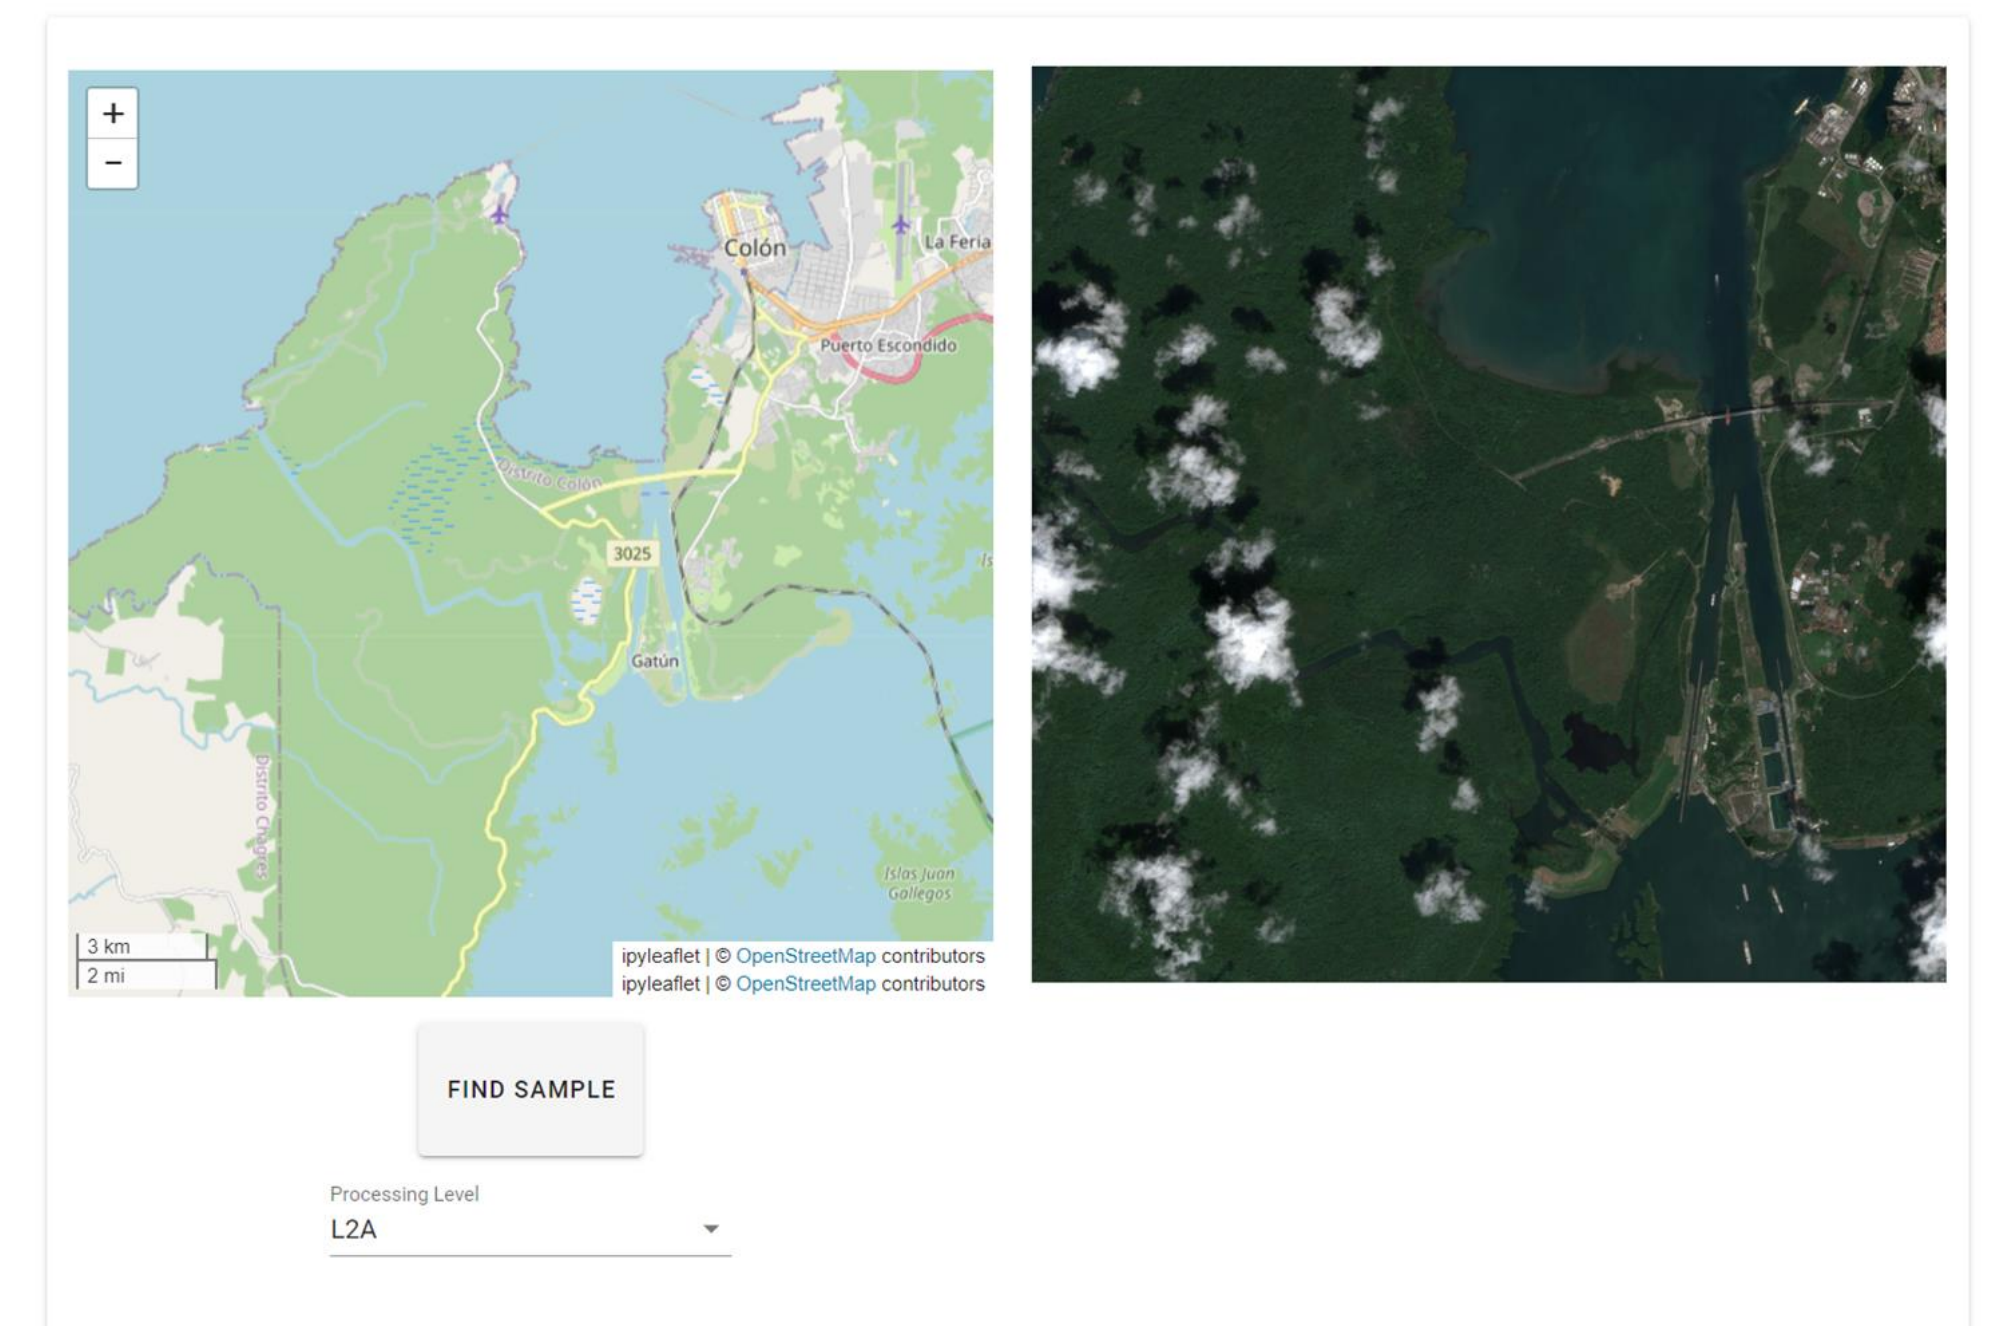 +
−
Colón
La Feria
Puerto Escondido
Distrito Colón
Is
3025
Gatún
Distrito Chagres
Islas Juan
Gallegos
3 km
2 mi
ipyleaflet | © OpenStreetMap contributors
ipyleaflet | © OpenStreetMap contributors
FIND SAMPLE
Processing Level
L2A